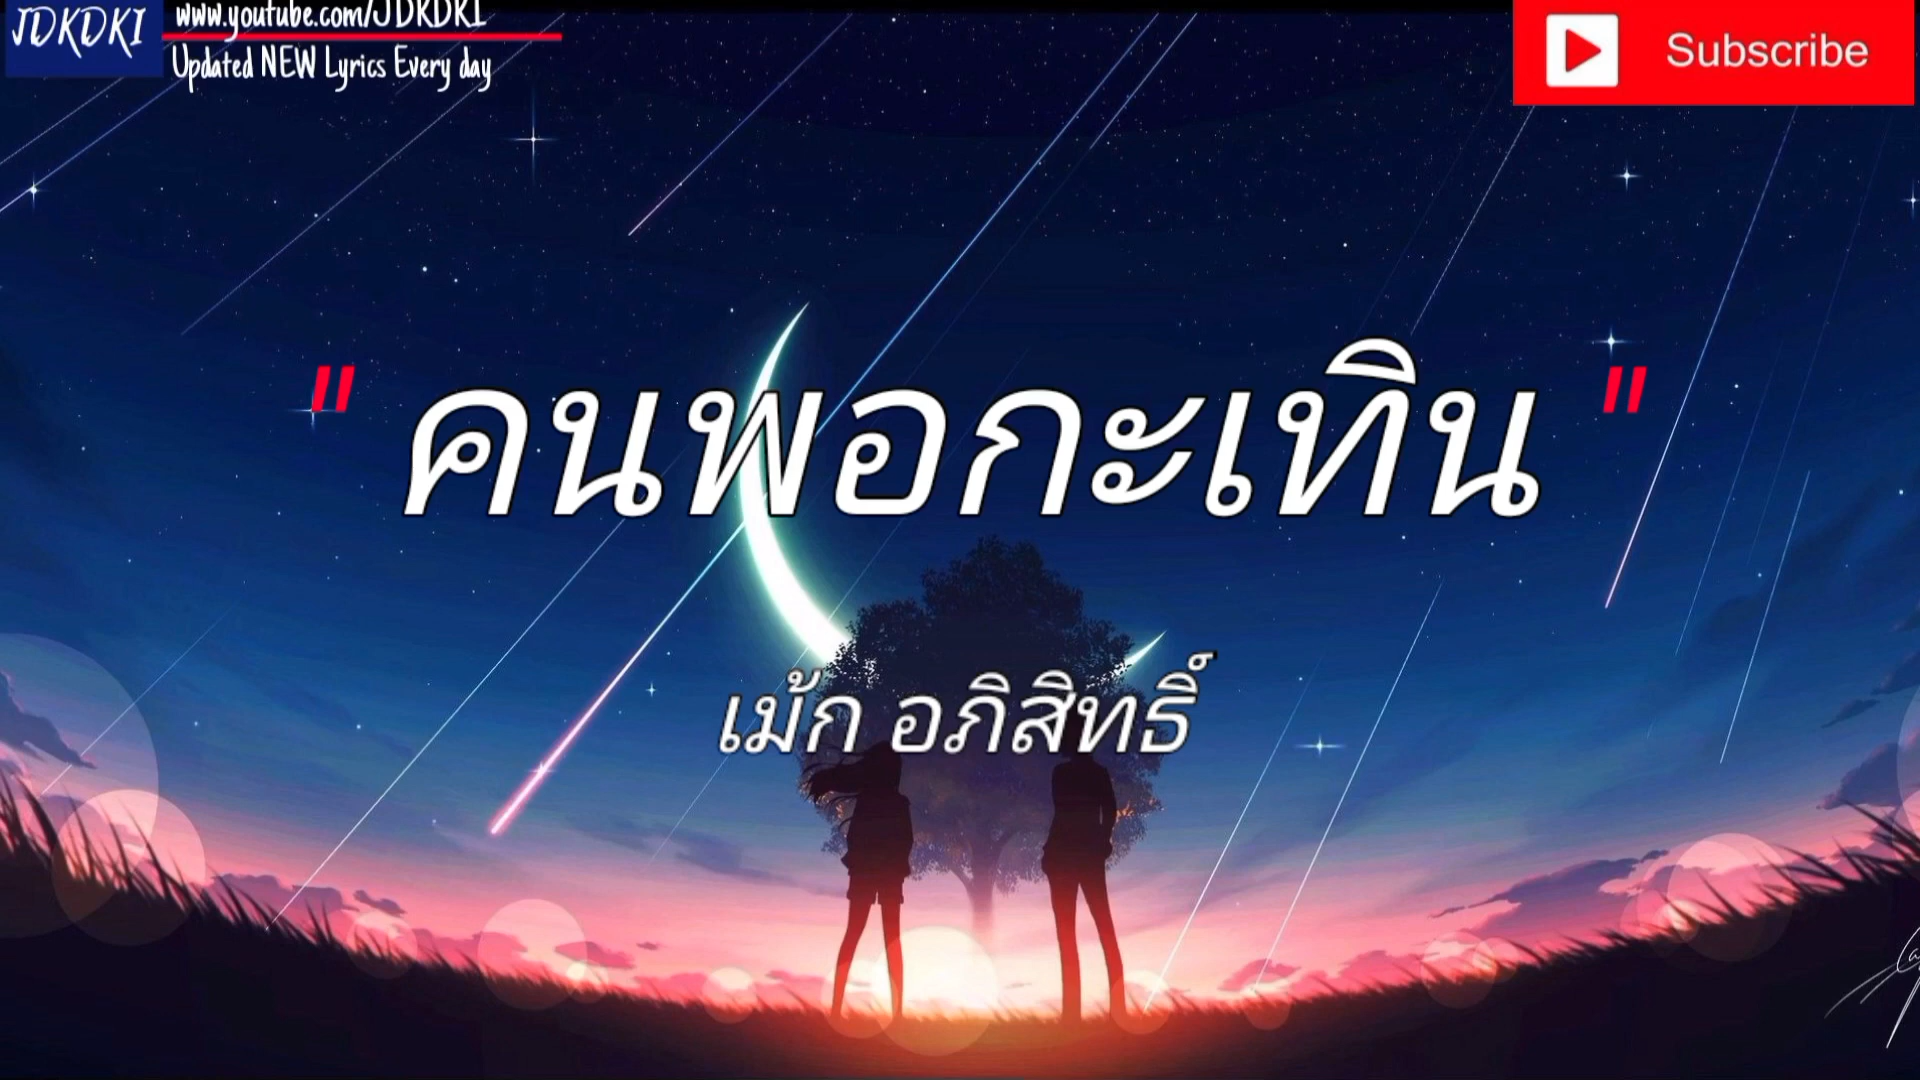 JDKDKI
www.youtube.com/JDKDKI
Updated NEW Lyrics Every day
Subscribe
" คนพอกะเทิน "
เม้ก อภิสิทธิ์